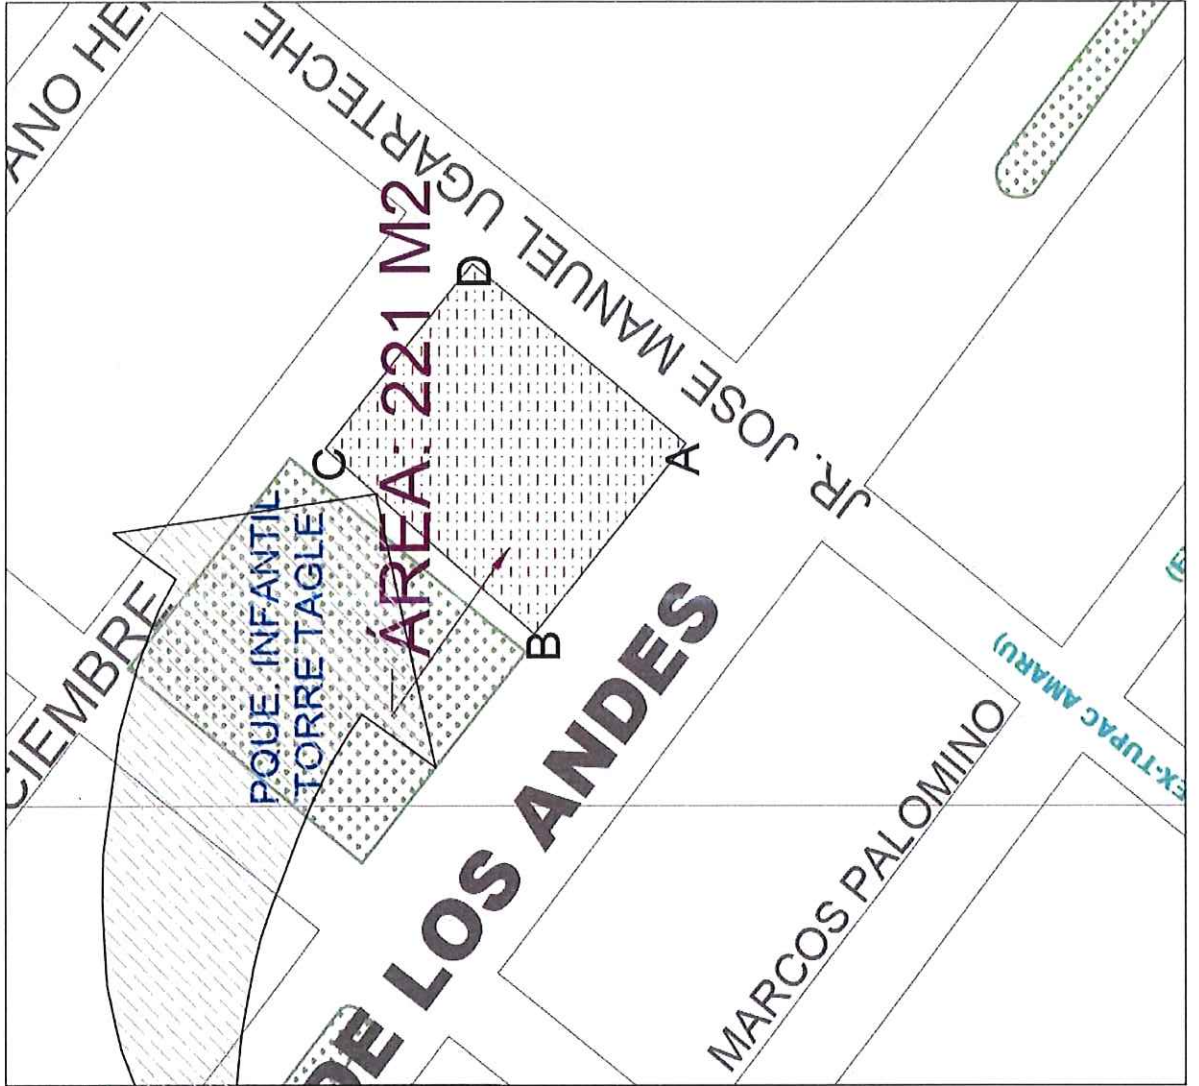 ANO HE
JR. JOSE MANUEL UGARTECHE
CIEMBRE
PQUE. INFANTIL
TORRE TAGLE
ÁREA: 221 M2
C
D
B
A
DE LOS ANDES
MARCOS PALOMINO
EX-TUPAC AMARU)